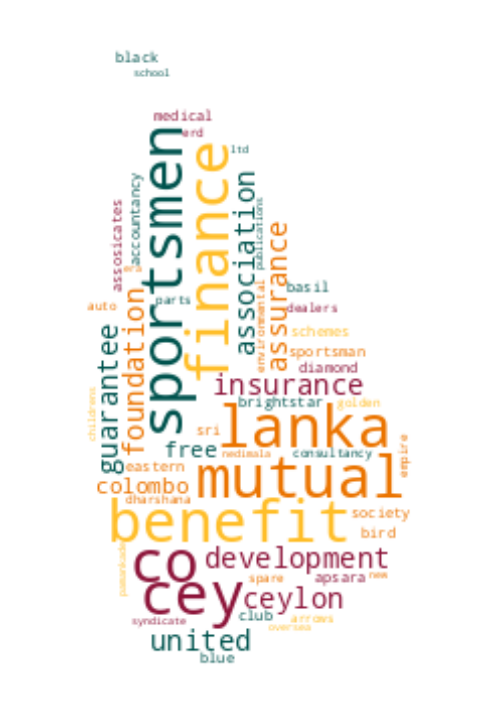 black
school
medical
erd
ltd
sportsmen
finance
association
publications
accountancy
assosicates
era
assurance
environmental
basil
parts
auto
dealers
foundation
guarantee
schemes
sportsman
diamond
insurance
childrens
brightstar
golden
lanka
sri
free
nedimala
consultancy
empire
eastern
mutual
colombo
dharshana
benefit
society
bird
co
development
spare
apsara
new
cey
ceylon
club
arrows
syndicate
oversea
united
blue